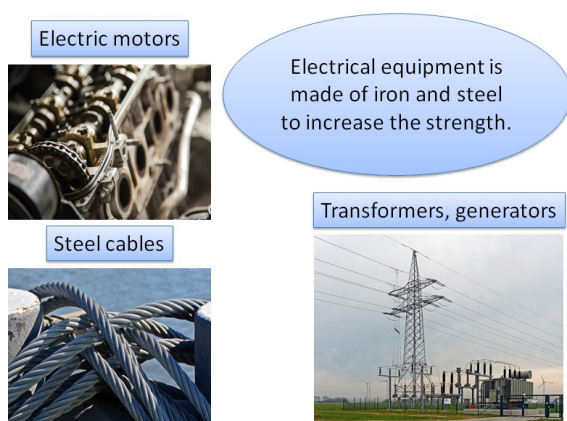 Electric motors
Electrical equipment is
made of iron and steel
to increase the strength.
Transformers, generators
Steel cables